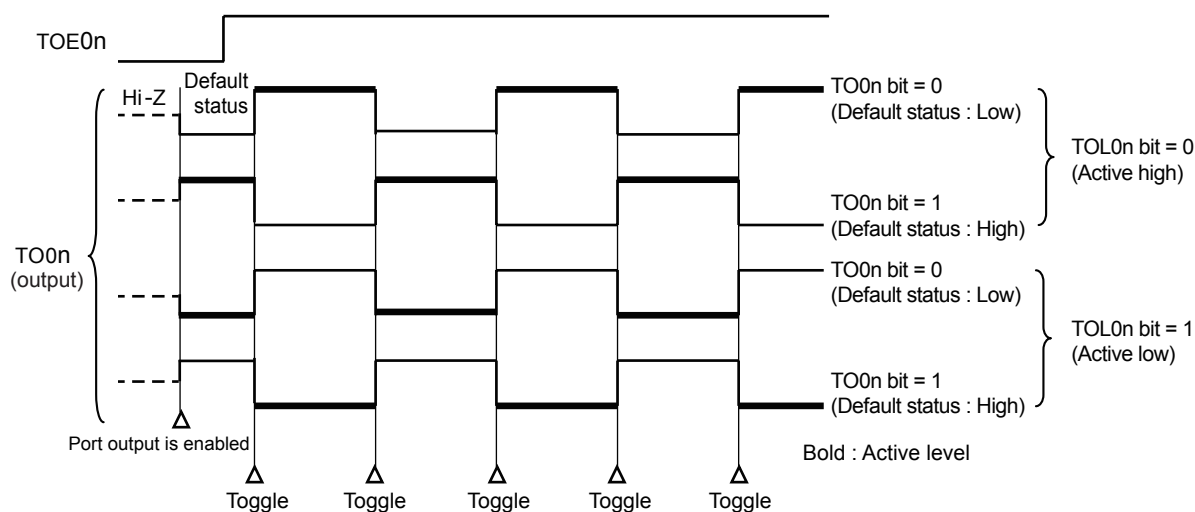 TOE0n
Hi-Z
Default
status
TO0n
(output)
TO0n bit = 0
(Default status : Low)
TO0n bit = 1
(Default status : High)
TOL0n bit = 0
(Active high)
TO0n bit = 0
(Default status : Low)
TO0n bit = 1
(Default status : High)
TOL0n bit = 1
(Active low)
Port output is enabled
Bold : Active level
Toggle Toggle Toggle Toggle Toggle